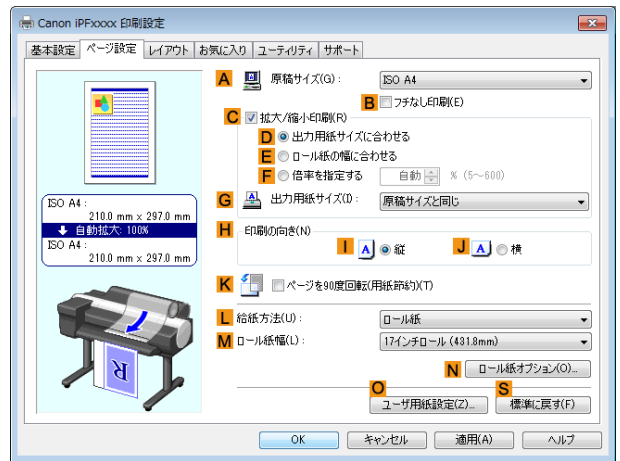 Canon iPFxxxx 印刷設定
基本設定 ページ設定 レイアウト お気に入り ユーティリティ サポート
A 原稿サイズ(G): ISO A4
B フチなし印刷(E)
C 拡大/縮小印刷(R)
D 出力用紙サイズに合わせる
E ロール紙の幅に合わせる
F 倍率を指定する 自動 % (5～600)
G 出力用紙サイズ(I): 原稿サイズと同じ
ISO A4 :
210.0 mm × 297.0 mm
自動拡大: 100%
ISO A4 :
210.0 mm × 297.0 mm
H 印刷の向き(N)
I A 縦 J A 横
K ページを90度回転(用紙節約)(T)
L 給紙方法(U): ロール紙
M ロール紙幅(L): 17インチロール (431.8mm)
N ロール紙オプション(O)...
O S
ユーザ用紙設定(Z)... 標準に戻す(F)
R
OK キャンセル 適用(A) ヘルプ